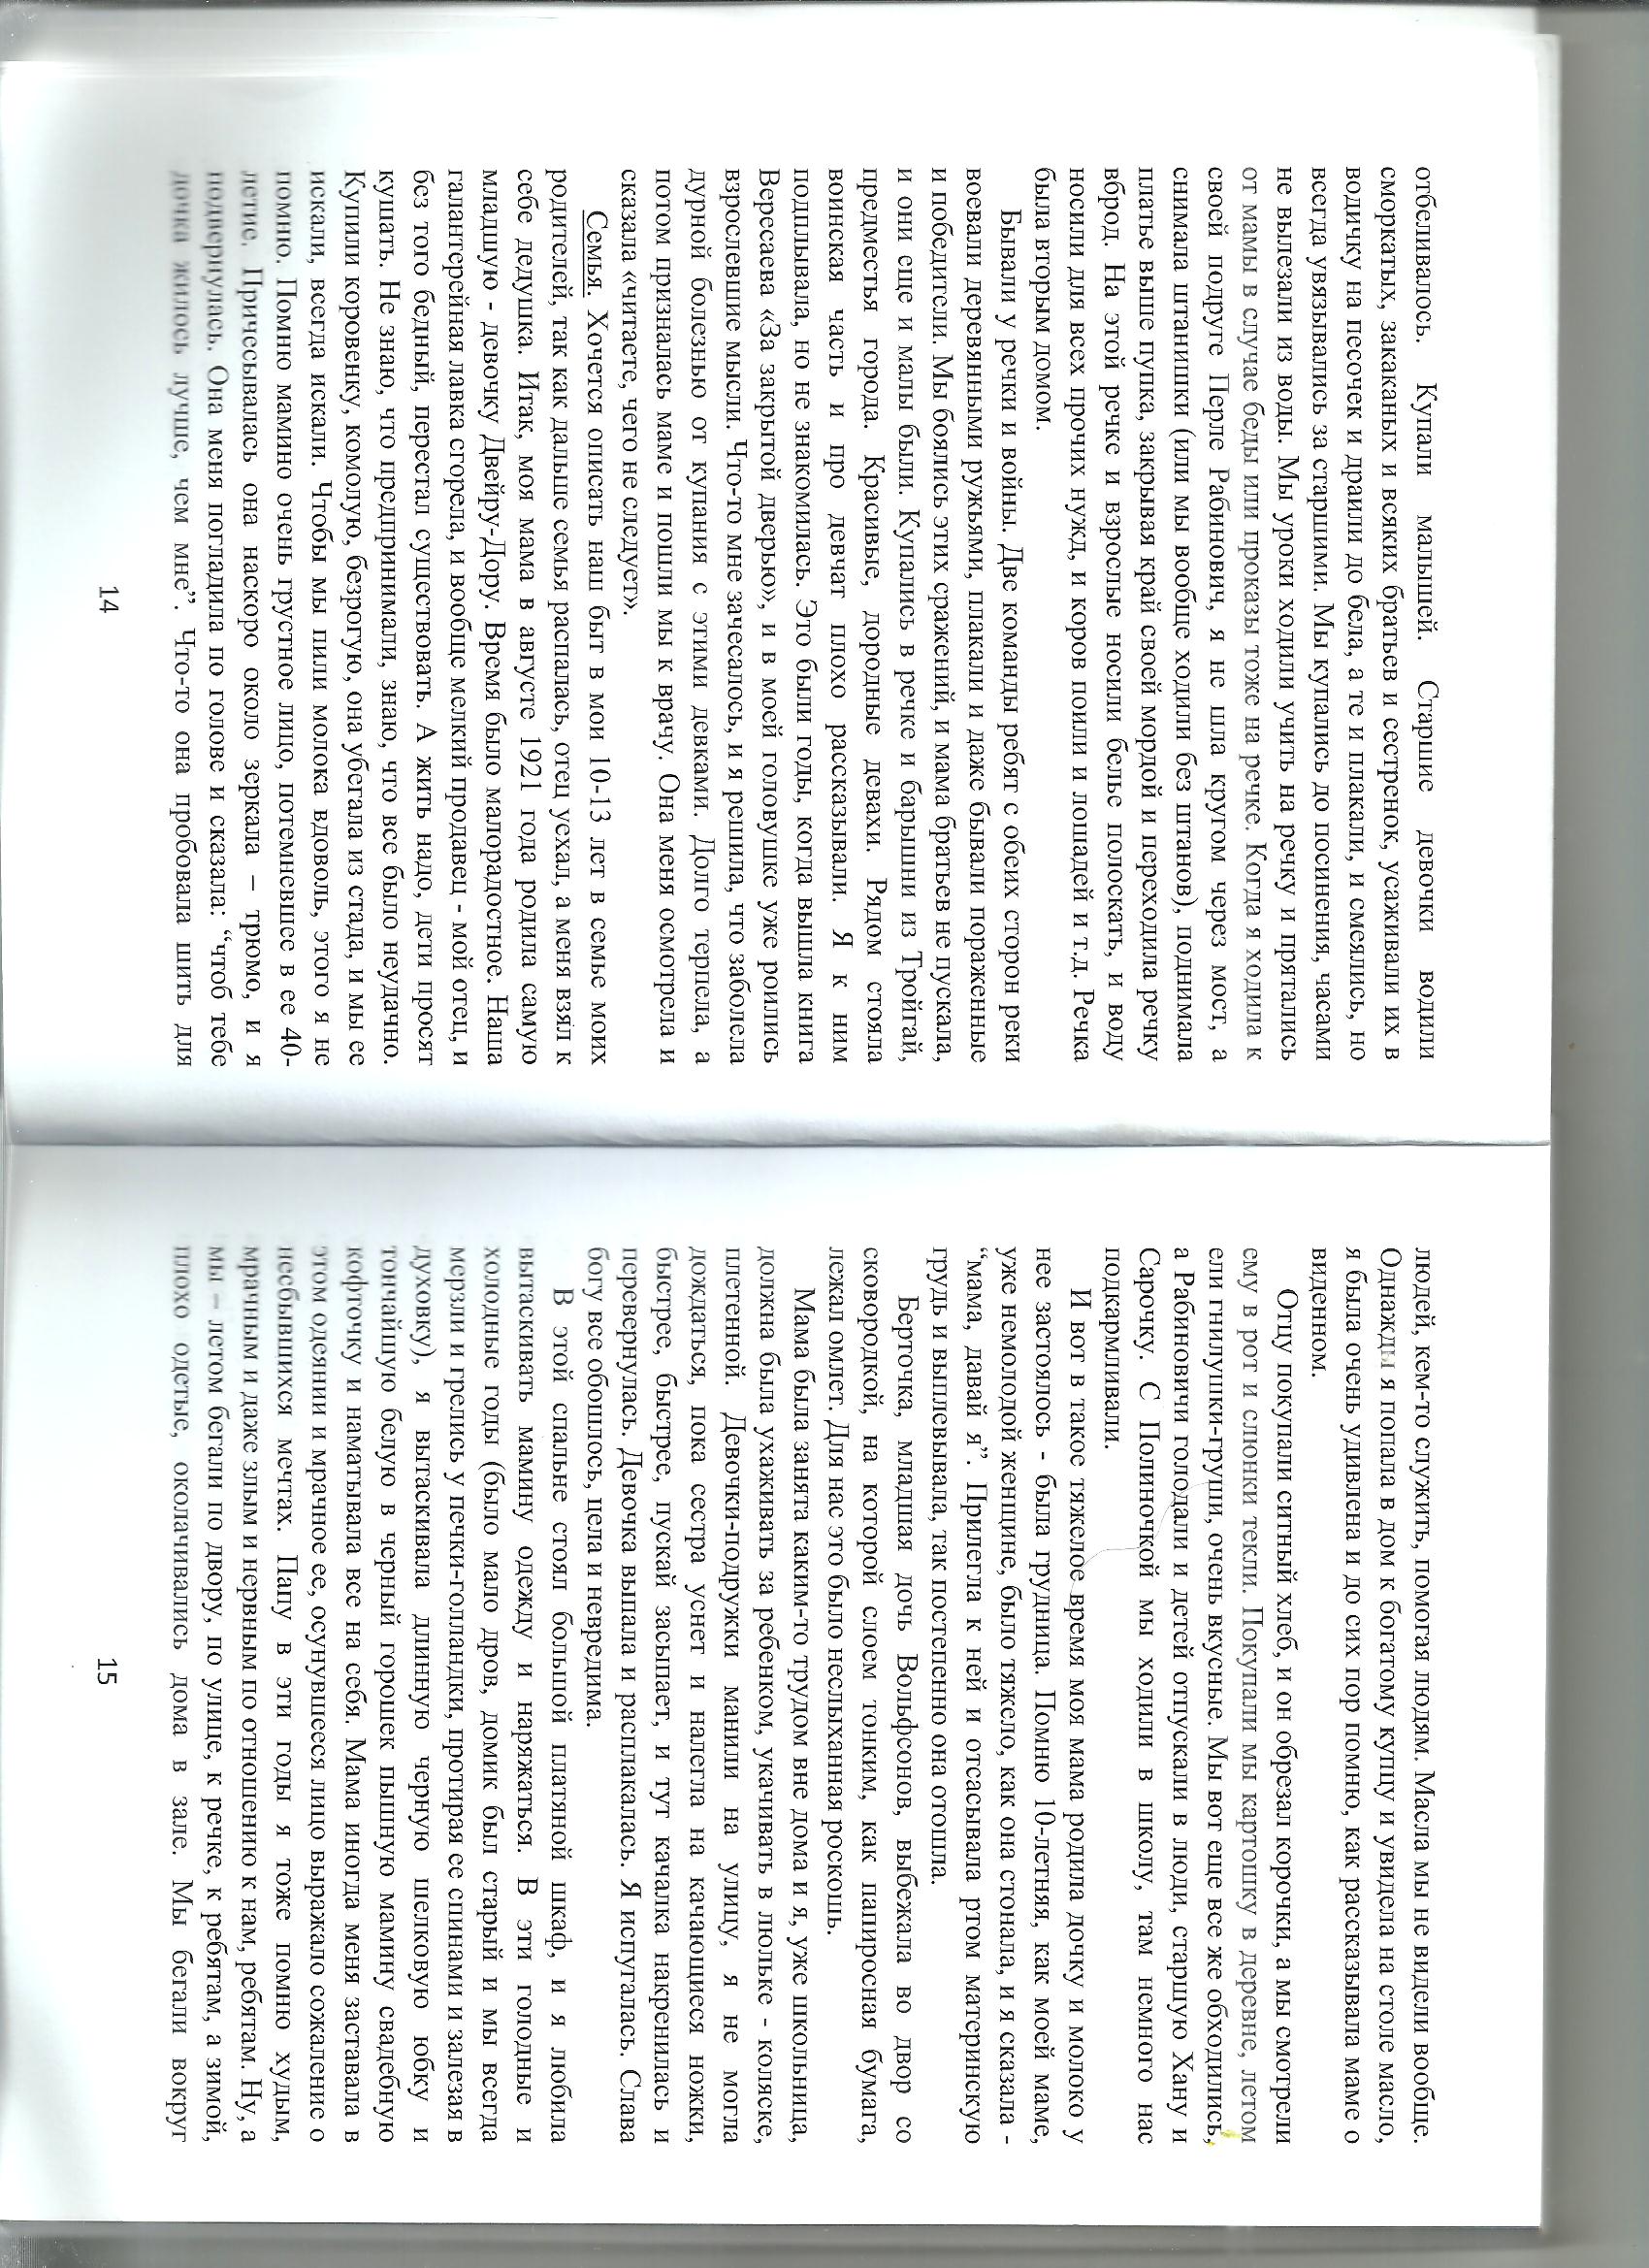 отбеливалось. Купали малышей. Старшие девочки водили
сморкатых, закаканых и всяких братьев и сестренок, усаживали их в
водичку на песочек и драили до бела, а те и плакали, и смеялись, но
всегда увязывались за старшими. Мы купались до посинения, часами
не вылезали из воды. Мы уроки ходили учить на речку и прятались
от мамы в случае беды или проказы тоже на речке. Когда я ходила к
своей подруге Перле Рабинович, я не шла кругом через мост, а
снимала штанишки (или мы вообще ходили без штанов), поднимала
платье выше пупка, закрывая край своей мордой и переходила речку
вброд. На этой речке и взрослые носили белье полоскать, и воду
носили для всех прочих нужд, и коров поили и лошадей и т.д. Речка
была вторым домом.
Бывали у речки и войны. Две команды ребят с обеих сторон реки
воевали деревянными ружьями, плакали и даже бывали пораженные
и победители. Мы боялись этих сражений, и мама братьев не пускала,
и они еще и малы были. Купались в речке и барышни из Тройгай,
предместья города. Красивые, дородные девахи. Рядом стояла
воинская часть и про девчат плохо рассказывали. Я к ним
подплывала, но не знакомилась. Это были годы, когда вышла книга
Вересаева «За закрытой дверью», и в моей головушке уже роились
взрослевшие мысли. Что-то мне зачесалось, и я решила, что заболела
дурной болезнью от купания с этими девками. Долго терпела, а
потом призналась маме и пошли мы к врачу. Она меня осмотрела и
сказала «читаете, чего не следует».
Семья. Хочется описать наш быт в мои 10-13 лет в семье моих
родителей, так как дальше семья распалась, отец уехал, а меня взял к
себе дедушка. Итак, моя мама в августе 1921 года родила самую
младшую - девочку Двейру-Дору. Время было малорадостное. Наша
галантерейная лавка сгорела, и вообще мелкий продавец - мой отец, и
без того бедный, перестал существовать. А жить надо, дети просят
кушать. Не знаю, что предпринимали, знаю, что все было неудачно.
Купили коровенку, комолую, безрогую, она убегала из стада, и мы ее
искали, всегда искали. Чтобы мы пили молока вдоволь, этого я не
помню. Помню мамино очень грустное лицо, потемневшее в ее 40-
летие. Причесывалась она наскоро около зеркала – трюмо, и я
подвернулась. Она меня погладила по голове и сказала: “чтоб тебе
дочка жилось лучше, чем мне”. Что-то она пробовала шить для
14
людей, кем-то служить, помогая людям. Масла мы не видели вообще.
Однажды я попала в дом к богатому купцу и увидела на столе масло,
я была очень удивлена и до сих пор помню, как рассказывала маме о
виденном.
Отцу покупали ситный хлеб, и он обрезал корочки, а мы смотрели
ему в рот и слюнки текли. Покупали мы картошку в деревне, летом
ели гнилушки-груши, очень вкусные. Мы вот еще все же обходились,
а Рабиновичи голодали и детей отпускали в люди, старшую Хану и
Сарочку. С Полиночкой мы ходили в школу, там немного нас
подкармливали.
И вот в такое тяжелое время моя мама родила дочку и молоко у
нее застоялось - была грудница. Помню 10-летняя, как моей маме,
уже немолодой женщине, было тяжело, как она стонала, и я сказала -
“мама, давай я”. Прилегла к ней и отсасывала ртом материнскую
грудь и выплевывала, так постепенно она отошла.
Берточка, младшая дочь Вольфсонов, выбежала во двор со
сковородкой, на которой слоем тонким, как папиросная бумага,
лежал омлет. Для нас это было неслыханная роскошь.
Мама была занята каким-то трудом вне дома и я, уже школьница,
должна была ухаживать за ребенком, укачивать в люльке - коляске,
плетенной. Девочки-подружки манили на улицу, я не могла
дождаться, пока сестра уснет и налегла на качающиеся ножки,
быстрее, быстрее, пускай засыпает, и тут качалка накренилась и
перевернулась. Девочка выпала и расплакалась. Я испугалась. Слава
богу все обошлось, цела и невредима.
В этой спальне стоял большой платяной шкаф, и я любила
вытаскивать мамину одежду и наряжаться. В эти голодные и
холодные годы (было мало дров, домик был старый и мы всегда
мерзли и грелись у печки-голландки, протирая ее спинами и залезая в
духовку), я вытаскивала длинную черную шелковую юбку и
тончайшую белую в черный горошек пышную мамину свадебную
кофточку и наматывала все на себя. Мама иногда меня заставала в
этом одеянии и мрачное ее, осунувшееся лицо выражало сожаление о
несбывшихся мечтах. Папу в эти годы я тоже помню худым,
мрачным и даже злым и нервным по отношению к нам, ребятам. Ну, а
мы – летом бегали по двору, по улице, к речке, к ребятам, а зимой,
плохо одетые, околачивались дома в зале. Мы бегали вокруг
15